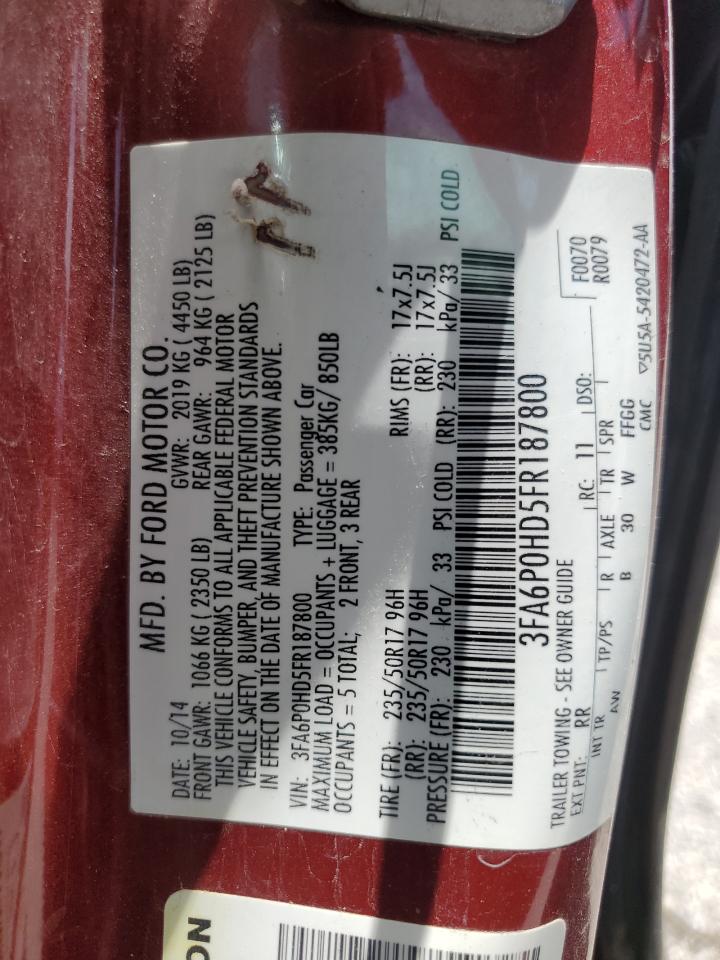 MFD. BY FORD MOTOR CO.
DATE: 10/14 GVWR: 2019 KG ( 4450 LB)
FRONT GAWR: 1066 KG ( 2350 LB) REAR GAWR: 964 KG ( 2125 LB)
THIS VEHICLE CONFORMS TO ALL APPLICABLE FEDERAL MOTOR
VEHICLE SAFETY, BUMPER, AND THEFT PREVENTION STANDARDS
IN EFFECT ON THE DATE OF MANUFACTURE SHOWN ABOVE.
VIN: 3FA6P0HD5FR187800 TYPE: Passenger Car
MAXIMUM LOAD = OCCUPANTS + LUGGAGE = 385KG/ 850LB
OCCUPANTS = 5 TOTAL; 2 FRONT, 3 REAR
TIRE (FR): 235/50R17 96H RIMS (FR): 17x7.5J
(RR): 235/50R17 96H (RR): 17x7.5J
PRESSURE (FR): 230 kPa/ 33 PSI COLD (RR): 230 kPa/ 33 PSI COLD
3FA6P0HD5FR187800
TRAILER TOWING - SEE OWNER GUIDE
F0070
EXT PNT: RR RC: 11 DSO: R0079
INT TR TP/PS R AXLE TR SPR
AW B 30 W FFGG
CMC ▽5U5A-5420472-AA
ON